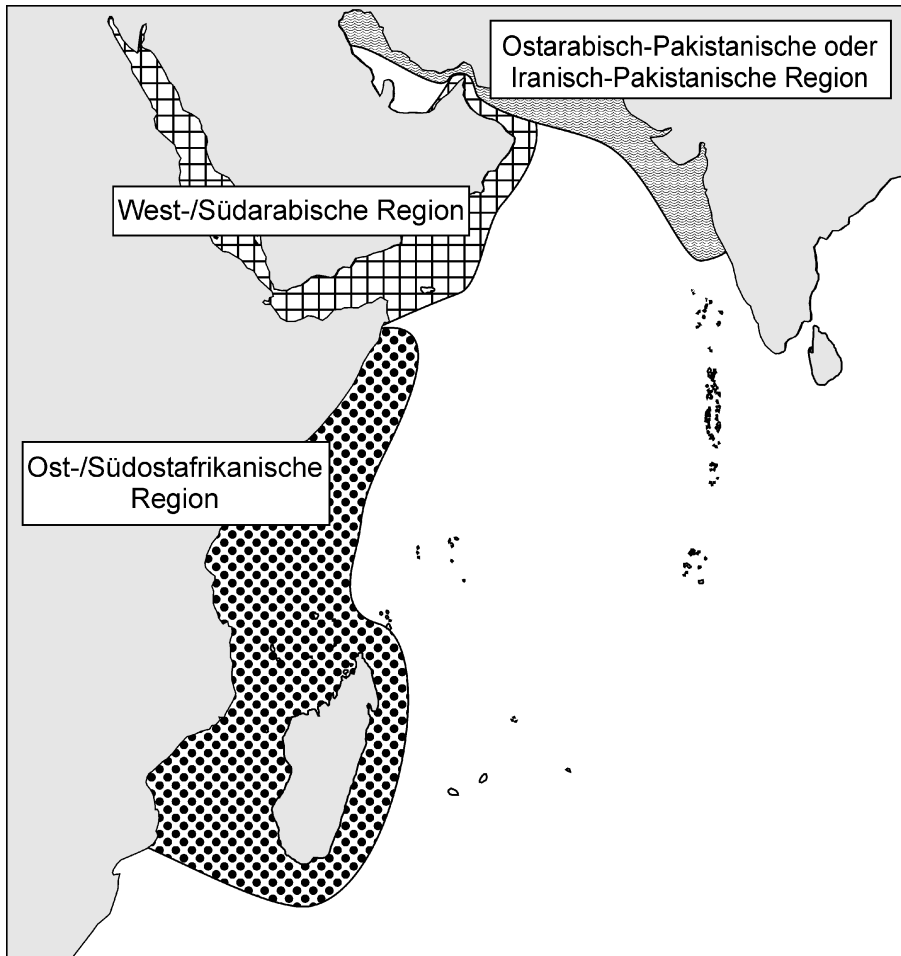 Ostarabisch-Pakistanische oder
Iranisch-Pakistanische Region
West-/Südarabische Region
Ost-/Südostafrikanische
Region